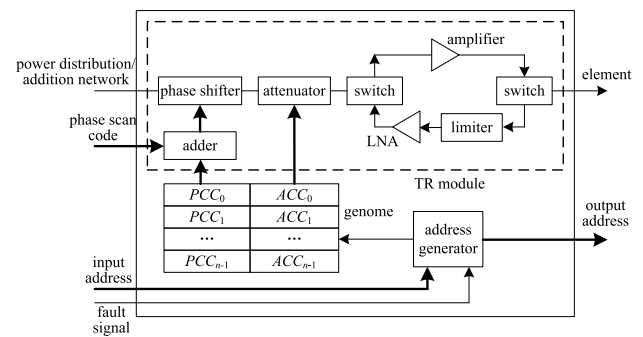 amplifier
power distribution/
addition network
element
phase shifter
attenuator
switch
switch
phase scan
code
LNA
limiter
adder
TR module
PCC0
ACC0
PCC1
ACC1
...
...
PCCn-1
ACCn-1
genome
address
generator
output
address
input
address
fault
signal